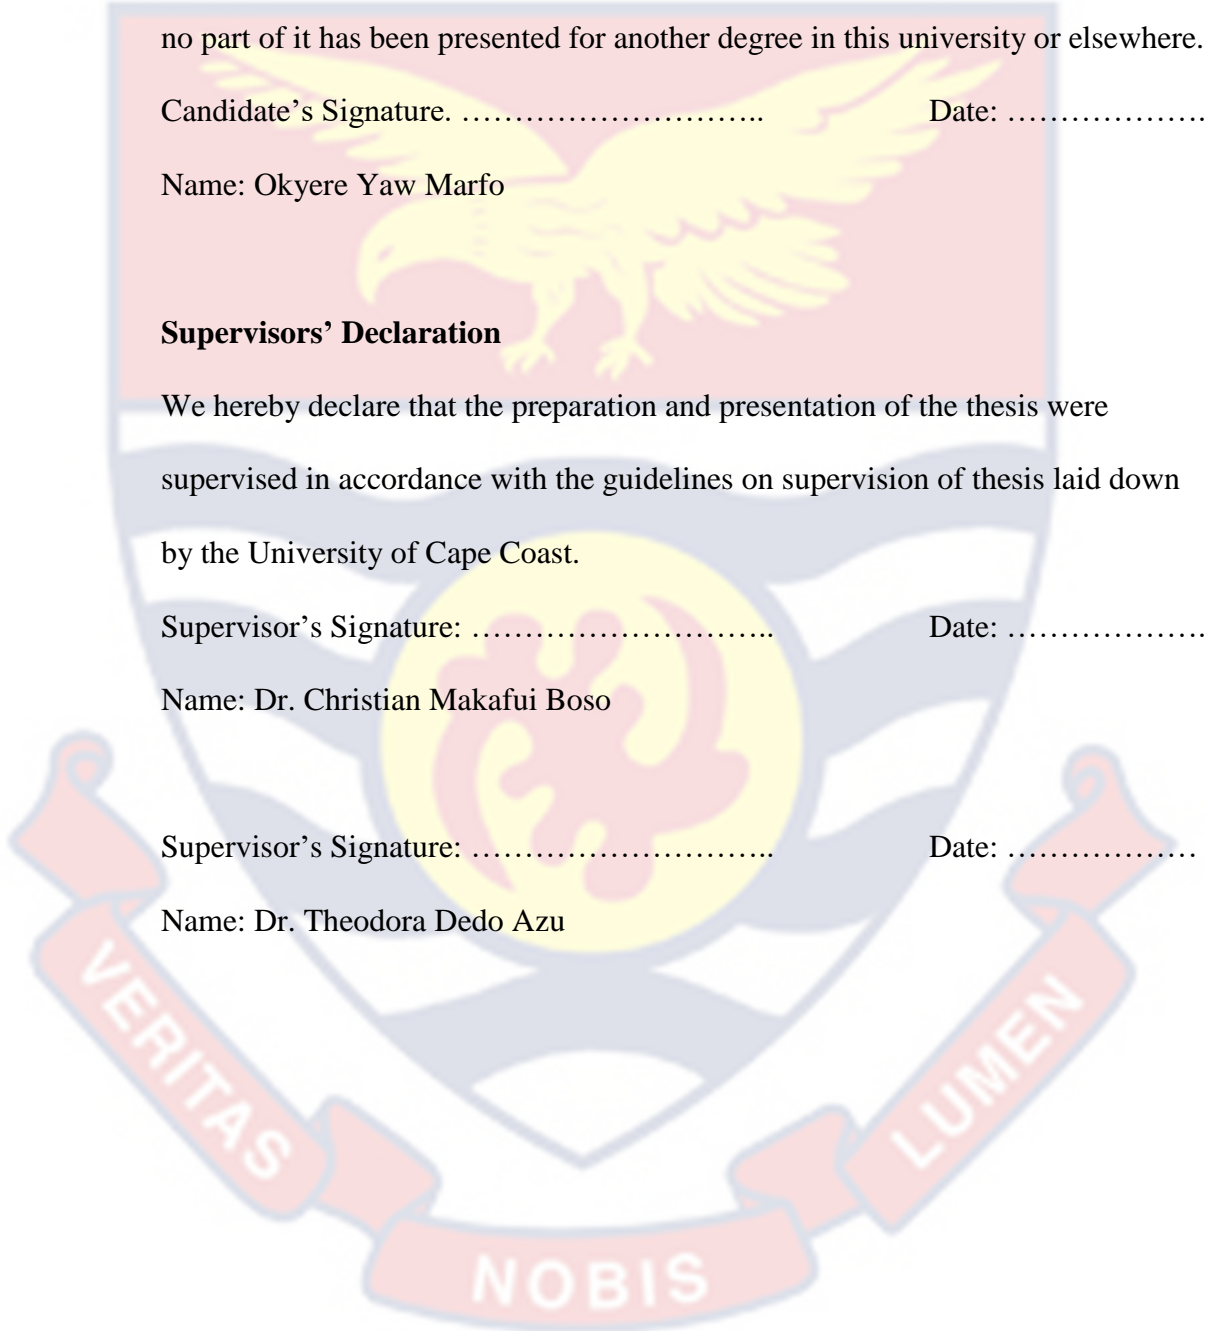 no part of it has been presented for another degree in this university or elsewhere.
Candidate’s Signature. ……………………….. Date: ……………….
Name: Okyere Yaw Marfo
Supervisors’ Declaration
We hereby declare that the preparation and presentation of the thesis were
supervised in accordance with the guidelines on supervision of thesis laid down
by the University of Cape Coast.
Supervisor’s Signature: ……………………….. Date: ……………….
Name: Dr. Christian Makafui Boso
Supervisor’s Signature: ……………………….. Date: ………………
Name: Dr. Theodora Dedo Azu
VERITAS
NOBIS
LUMEN